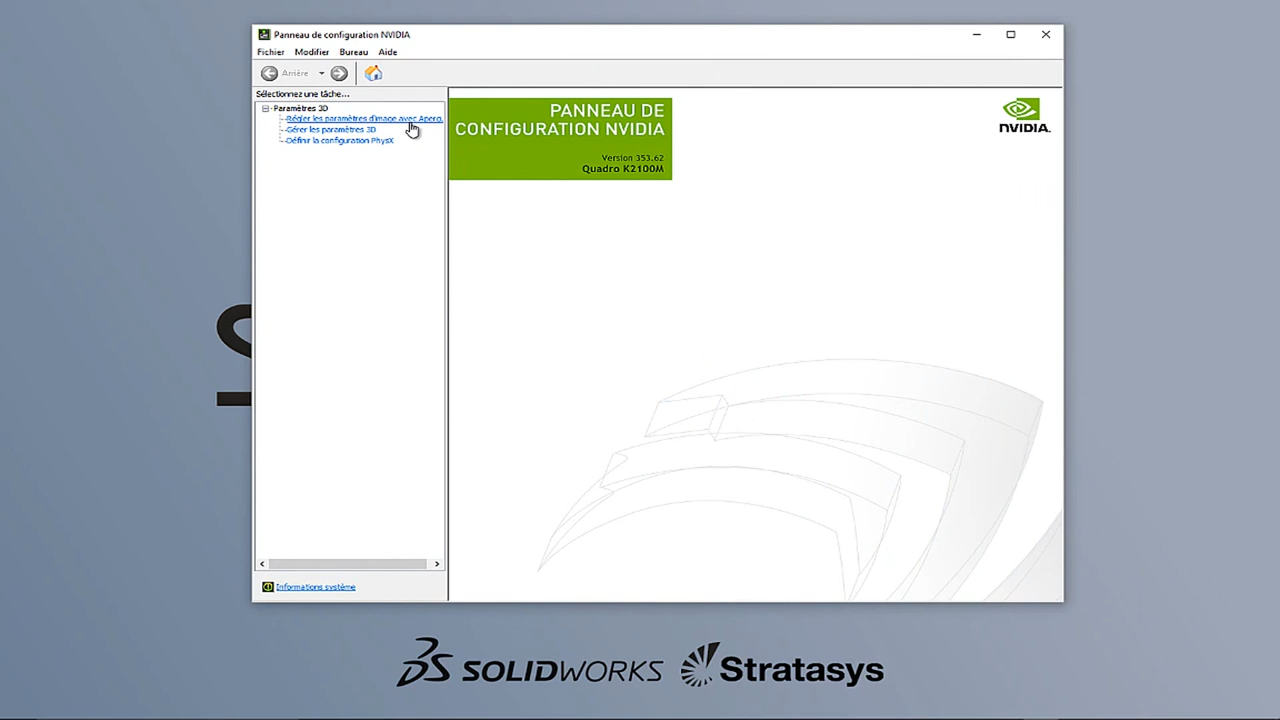 Panneau de configuration NVIDIA
Fichier Modifier Bureau Aide
Arrière
Sélectionnez une tâche...
Paramètres 3D
Régler les paramètres d'image avec Aperç
Gérer les paramètres 3D
Définir la configuration PhysX
PANNEAU DE
CONFIGURATION NVIDIA
Version 353.62
Quadro K2100M
NVIDIA.
Informations système
SOLIDWORKS
Stratasys